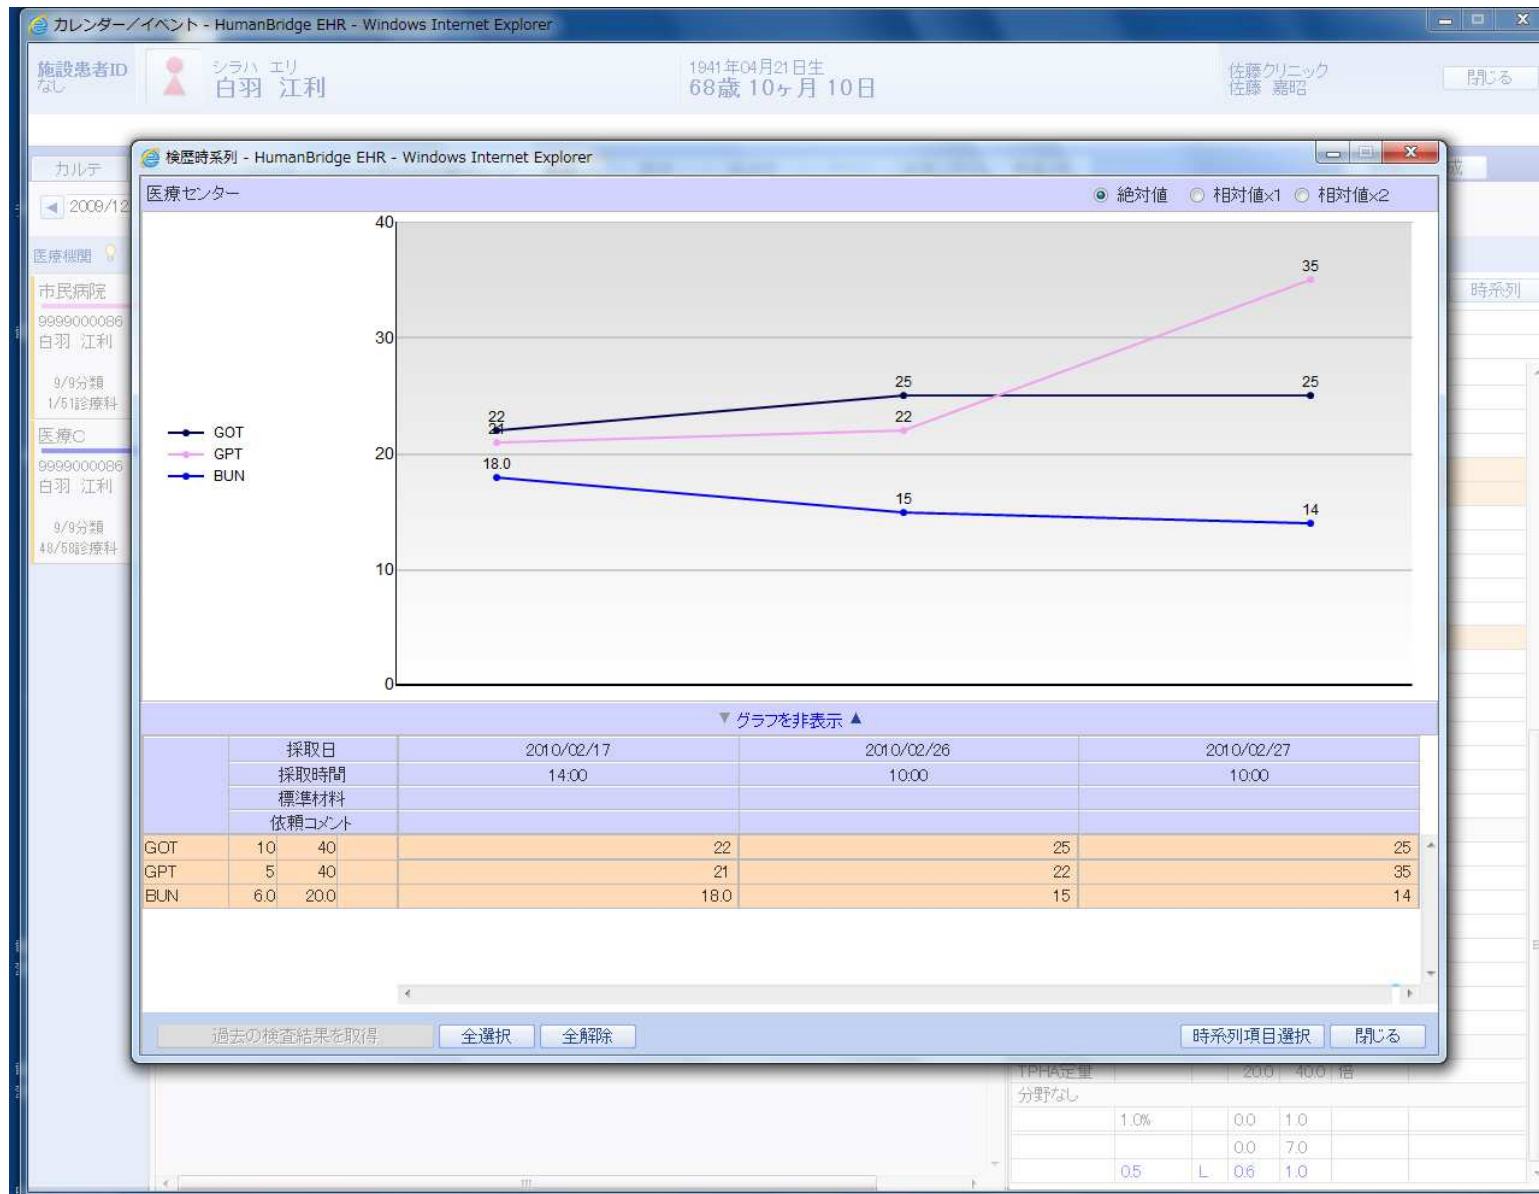 カレンダー/イベント - HumanBridge EHR - Windows Internet Explorer
施設患者ID
なし
シラハ エリ
白羽 江利
1941年04月21日生
68歳 10ヶ月 10日
佐藤クリニック
佐藤 嘉昭
閉じる
カルテ
2009/12
医療機関
市民病院
9999000086
白羽 江利
9/9分類
1/51診療科
医療C
9999000086
白羽 江利
9/9分類
48/58診療科
成
時系列
検歴時系列 - HumanBridge EHR - Windows Internet Explorer
医療センター
絶対値 相対値x1 相対値x2
40
30
20
10
0
GOT
GPT
BUN
22 25 25
21 22 35
18.0 15 14
▼ グラフを非表示 ▲
採取日 2010/02/17 2010/02/26 2010/02/27
採取時間 14:00 10:00 10:00
標準材料
依頼コメント
GOT 10 40 22 25 25
GPT 5 40 21 22 35
BUN 6.0 20.0 18.0 15 14
過去の検査結果を取得 全選択 全解除 時系列項目選択 閉じる
TPHA定量 20.0 40.0 倍
分野なし
1.0% 0.0 1.0
0.0 7.0
0.5 L 0.6 1.0